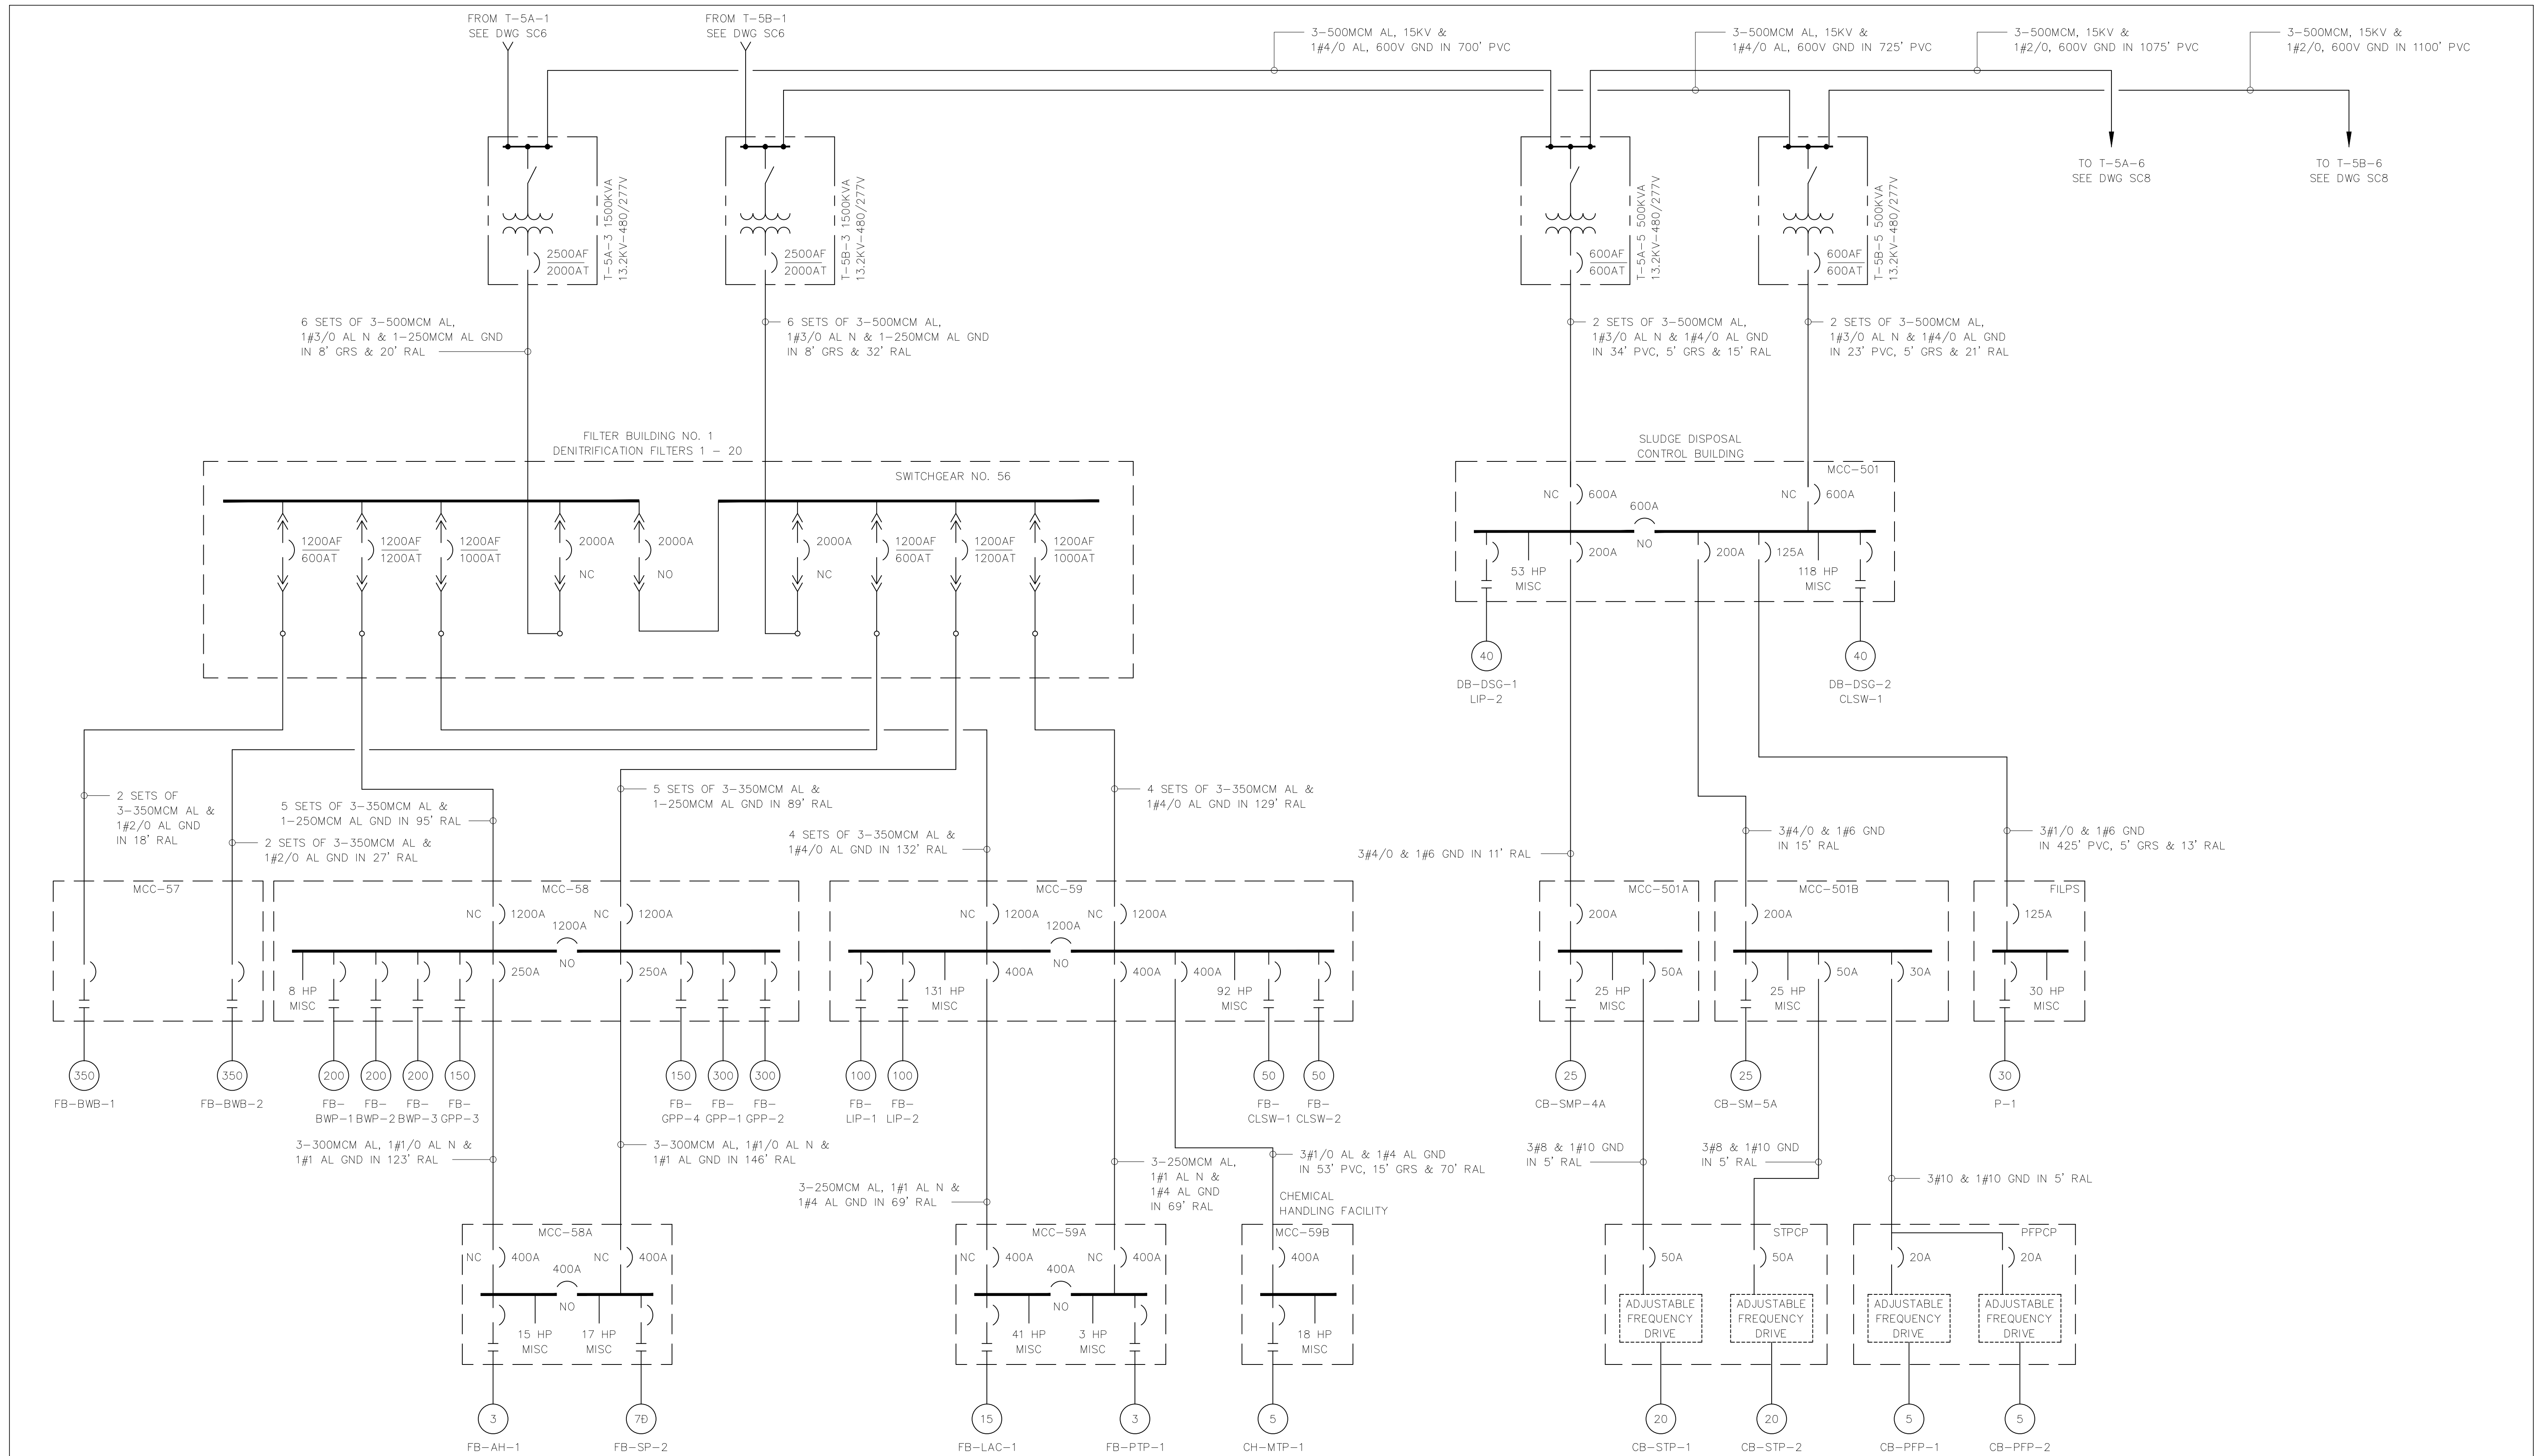 FROM T-5A-1
SEE DWG SC6
FROM T-5B-1
SEE DWG SC6
3-500MCM AL, 15KV &
1#4/0 AL, 600V GND IN 700' PVC
3-500MCM AL, 15KV &
1#4/0 AL, 600V GND IN 725' PVC
3-500MCM, 15KV &
1#2/0, 600V GND IN 1075' PVC
3-500MCM, 15KV &
1#2/0, 600V GND IN 1100' PVC
TO T-5A-6
SEE DWG SC8
TO T-5B-6
SEE DWG SC8
2500AF
2000AT
T-5A-3 1500KVA
13.2KV-480/277V
2500AF
2000AT
T-5B-3 1500KVA
13.2KV-480/277V
600AF
600AT
T-5A-5 500KVA
13.2KV-480/277V
600AF
600AT
T-5B-5 500KVA
13.2KV-480/277V
6 SETS OF 3-500MCM AL,
1#3/0 AL N & 1-250MCM AL GND
IN 8' GRS & 20' RAL
6 SETS OF 3-500MCM AL,
1#3/0 AL N & 1-250MCM AL GND
IN 8' GRS & 32' RAL
2 SETS OF 3-500MCM AL,
1#3/0 AL N & 1#4/0 AL GND
IN 34' PVC, 5' GRS & 15' RAL
2 SETS OF 3-500MCM AL,
1#3/0 AL N & 1#4/0 AL GND
IN 23' PVC, 5' GRS & 21' RAL
FILTER BUILDING NO. 1
DENITRIFICATION FILTERS 1 - 20
SWITCHGEAR NO. 56
1200AF
600AT
1200AF
1200AT
1200AF
1000AT
2000A
NC
2000A
NO
2000A
NC
1200AF
600AT
1200AF
1200AT
1200AF
1000AT
SLUDGE DISPOSAL
CONTROL BUILDING
MCC-501
NC
600A
600A
NO
NC
600A
53 HP
MISC
200A
200A
125A
118 HP
MISC
40
DB-DSG-1
LIP-2
40
DB-DSG-2
CLSW-1
2 SETS OF
3-350MCM AL &
1#2/0 AL GND
IN 18' RAL
2 SETS OF 3-350MCM AL &
1#2/0 AL GND IN 27' RAL
5 SETS OF 3-350MCM AL &
1-250MCM AL GND IN 95' RAL
5 SETS OF 3-350MCM AL &
1-250MCM AL GND IN 89' RAL
4 SETS OF 3-350MCM AL &
1#4/0 AL GND IN 132' RAL
4 SETS OF 3-350MCM AL &
1#4/0 AL GND IN 129' RAL
3#4/0 & 1#6 GND IN 11' RAL
3#4/0 & 1#6 GND
IN 15' RAL
3#1/0 & 1#6 GND
IN 425' PVC, 5' GRS & 13' RAL
MCC-57
350
FB-BWB-1
350
FB-BWB-2
MCC-58
NC
1200A
1200A
NO
NC
1200A
8 HP
MISC
250A
250A
200
FB-
BWP-1
200
FB-
BWP-2
200
FB-
BWP-3
150
FB-
GPP-3
150
FB-
GPP-4
300
FB-
GPP-1
300
FB-
GPP-2
MCC-59
NC
1200A
1200A
NO
NC
1200A
131 HP
MISC
400A
400A
400A
92 HP
MISC
100
FB-
LIP-1
100
FB-
LIP-2
50
FB-
CLSW-1
50
FB-
CLSW-2
MCC-501A
200A
25 HP
MISC
50A
25
CB-SMP-4A
MCC-501B
200A
25 HP
MISC
50A
30A
25
CB-SM-5A
FILPS
125A
30 HP
MISC
30
P-1
3-300MCM AL, 1#1/0 AL N &
1#1 AL GND IN 123' RAL
3-300MCM AL, 1#1/0 AL N &
1#1 AL GND IN 146' RAL
3-250MCM AL, 1#1 AL N &
1#4 AL GND IN 69' RAL
3-250MCM AL,
1#1 AL N &
1#4 AL GND
IN 69' RAL
3#1/0 AL & 1#4 AL GND
IN 53' PVC, 15' GRS & 70' RAL
CHEMICAL
HANDLING FACILITY
3#8 & 1#10 GND
IN 5' RAL
3#8 & 1#10 GND
IN 5' RAL
3#10 & 1#10 GND IN 5' RAL
MCC-58A
NC
400A
400A
NO
NC
400A
15 HP
MISC
17 HP
MISC
3
FB-AH-1
7Đ
FB-SP-2
MCC-59A
NC
400A
400A
NO
NC
400A
41 HP
MISC
3 HP
MISC
15
FB-LAC-1
3
FB-PTP-1
MCC-59B
400A
18 HP
MISC
5
CH-MTP-1
STPCP
50A
50A
ADJUSTABLE
FREQUENCY
DRIVE
ADJUSTABLE
FREQUENCY
DRIVE
20
CB-STP-1
20
CB-STP-2
PFPCP
20A
20A
ADJUSTABLE
FREQUENCY
DRIVE
ADJUSTABLE
FREQUENCY
DRIVE
5
CB-PFP-1
5
CB-PFP-2